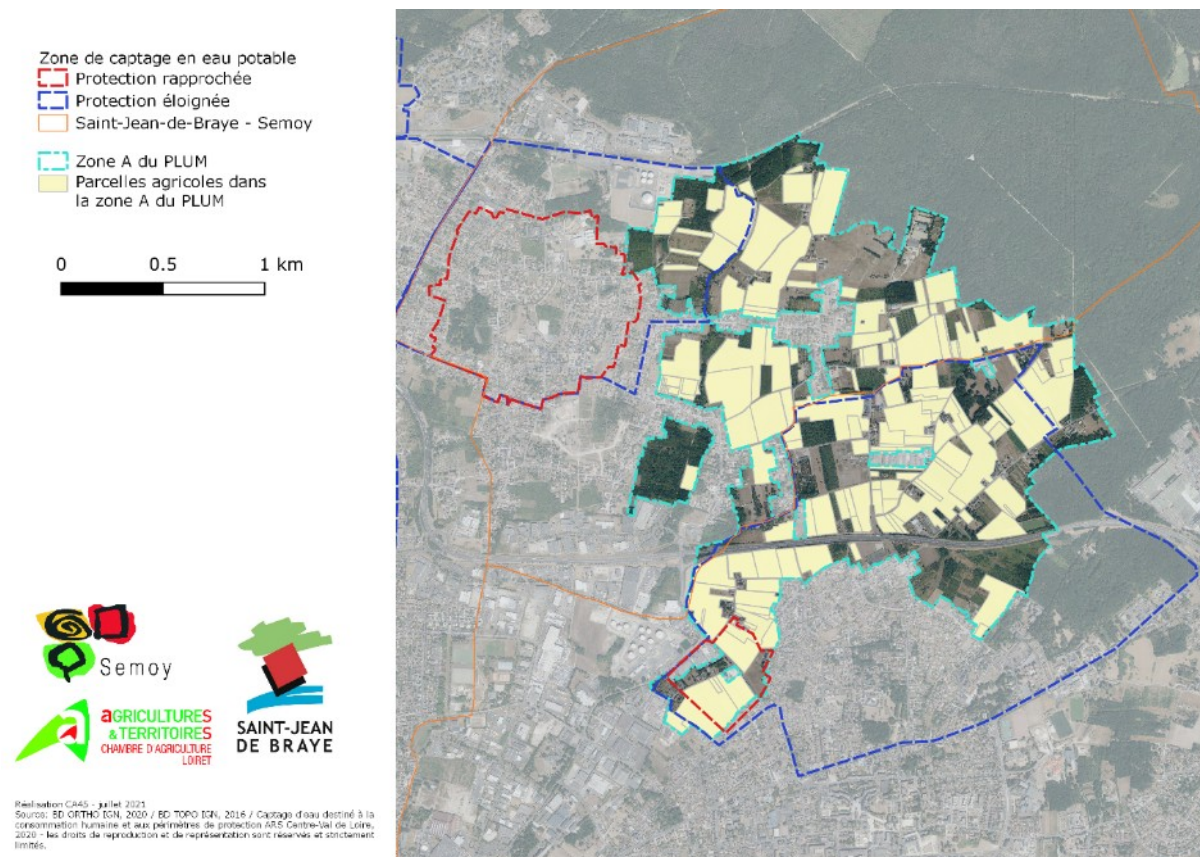 Zone de captage en eau potable
Protection rapprochée
Protection éloignée
Saint-Jean-de-Braye - Semoy
Zone A du PLUM
Parcelles agricoles dans
la zone A du PLUM
0 0.5 1 km
Semoy
aGRICULTURES
& TERRITOIRES
CHAMBRE D'AGRICULTURE
LOIRET
SAINT-JEAN
DE BRAYE
Réalisation CA45 - juillet 2021
Source: BD ORTHO IGN, 2020 / BD TOPO IGN, 2016 / Captage d'eau destiné à la
consommation humaine et aux périmètres de protection ARS Centre-Val de Loire,
2020 - les droits de reproduction et de représentation sont réservés et strictement
limités.